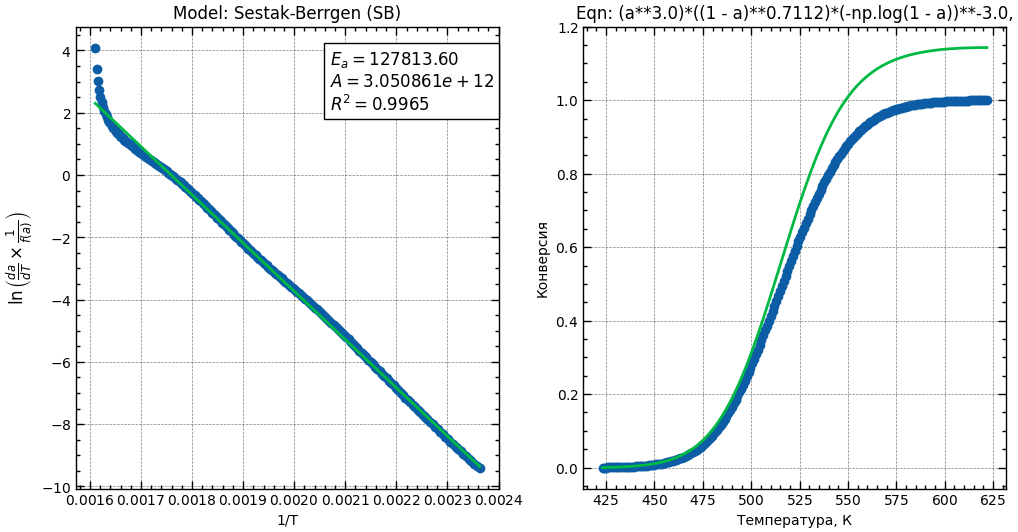 Model: Sestak-Berrgen (SB)
Eqn: (a**3.0)*((1 - a)**0.7112)*(-np.log(1 - a))**-3.0,
E_a = 127813.60
A = 3.050861e + 12
R^2 = 0.9965
ln(da/dT × 1/f(a))
4
2
0
−2
−4
−6
−8
−10
0.0016 0.0017 0.0018 0.0019 0.0020 0.0021 0.0022 0.0023 0.0024
1/T
Конверсия
1.2
1.0
0.8
0.6
0.4
0.2
0.0
425 450 475 500 525 550 575 600 625
Температура, К